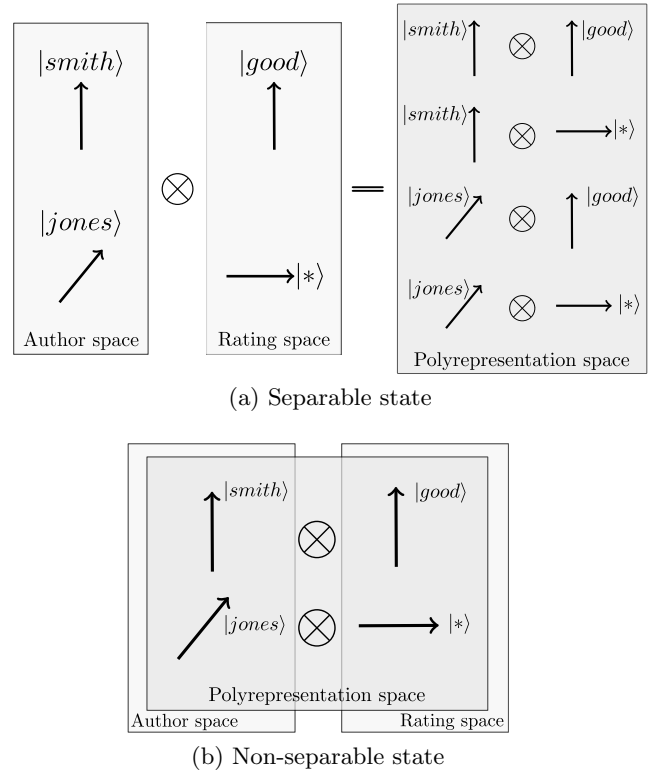 |smith⟩
|jones⟩
Author space
⊗
|good⟩
|*⟩
Rating space
=
|smith⟩ ⊗ |good⟩
|smith⟩ ⊗ |*⟩
|jones⟩ ⊗ |good⟩
|jones⟩ ⊗ |*⟩
Polyrepresentation space
(a) Separable state
|smith⟩ ⊗ |good⟩
|jones⟩ ⊗ |*⟩
Polyrepresentation space
Author space
Rating space
(b) Non-separable state